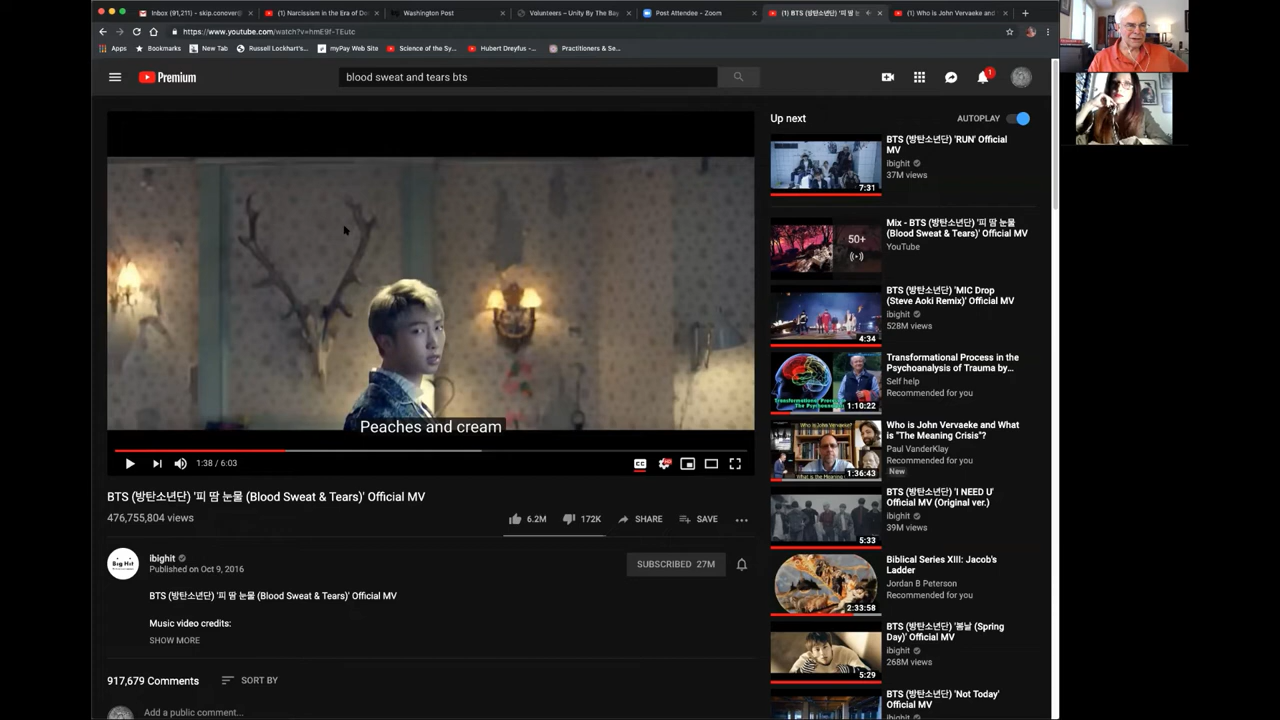 Inbox (91,211) - skip.conover@
(1) Narcissism in the Era of Do
Washington Post
Volunteers – Unity By The Bay
Post Attendee - Zoom
(1) BTS (방탄소년단) '피 땀 눈
(1) Who is John Vervaeke and
https://www.youtube.com/watch?v=hmE9f-TEutc
Apps
Bookmarks
New Tab
Russell Lockhart's...
myPay Web Site
Science of the Sy...
Hubert Dreyfus -...
Practitioners & Se...
Premium
blood sweat and tears bts
1
Peaches and cream
1:38 / 6:03
CC
BTS (방탄소년단) '피 땀 눈물 (Blood Sweat & Tears)' Official MV
476,755,804 views
6.2M
172K
SHARE
SAVE
Big Hit
ibighit
Published on Oct 9, 2016
SUBSCRIBED 27M
BTS (방탄소년단) '피 땀 눈물 (Blood Sweat & Tears)' Official MV
Music video credits:
SHOW MORE
917,679 Comments
SORT BY
Add a public comment...
Up next
AUTOPLAY
BTS (방탄소년단) 'RUN' Official
MV
ibighit
37M views
7:31
Mix - BTS (방탄소년단) '피 땀 눈물
(Blood Sweat & Tears)' Official MV
YouTube
50+
BTS (방탄소년단) 'MIC Drop
(Steve Aoki Remix)' Official MV
ibighit
528M views
4:34
Transformational Process in the
Psychoanalysis of Trauma by...
Self help
Recommended for you
1:10:22
Who is John Vervaeke and What
is "The Meaning Crisis"?
Paul VanderKlay
Recommended for you
New
1:36:43
BTS (방탄소년단) 'I NEED U'
Official MV (Original ver.)
ibighit
39M views
5:33
Biblical Series XIII: Jacob's
Ladder
Jordan B Peterson
Recommended for you
2:33:58
BTS (방탄소년단) '봄날 (Spring
Day)' Official MV
ibighit
268M views
5:29
BTS (방탄소년단) 'Not Today'
Official MV
ibighit